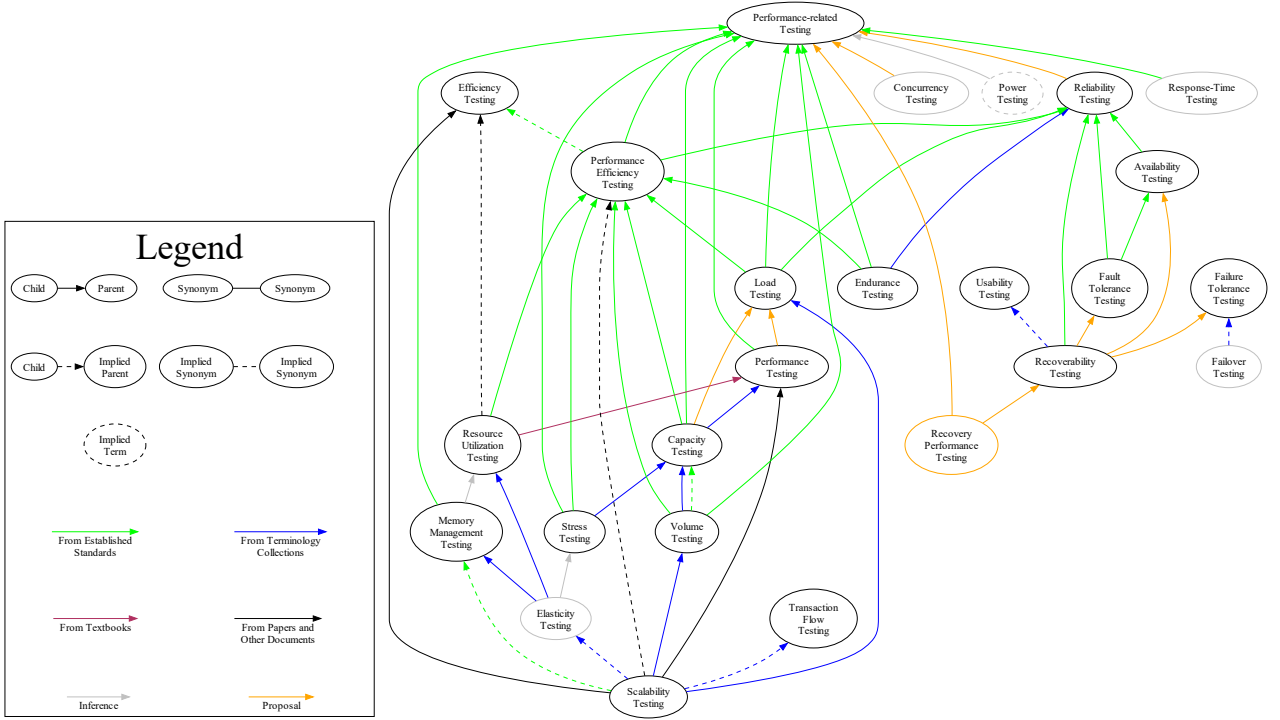 Performance-related
Testing
Efficiency
Testing
Concurrency
Testing
Power
Testing
Reliability
Testing
Response-Time
Testing
Performance
Efficiency
Testing
Availability
Testing
Legend
Child
Parent
Synonym
Synonym
Load
Testing
Endurance
Testing
Usability
Testing
Fault
Tolerance
Testing
Failure
Tolerance
Testing
Child
Implied
Parent
Implied
Synonym
Implied
Synonym
Performance
Testing
Recoverability
Testing
Failover
Testing
Implied
Term
Resource
Utilization
Testing
Capacity
Testing
Recovery
Performance
Testing
From Established
Standards
From Terminology
Collections
Memory
Management
Testing
Stress
Testing
Volume
Testing
From Textbooks
From Papers and
Other Documents
Elasticity
Testing
Transaction
Flow
Testing
Inference
Proposal
Scalability
Testing